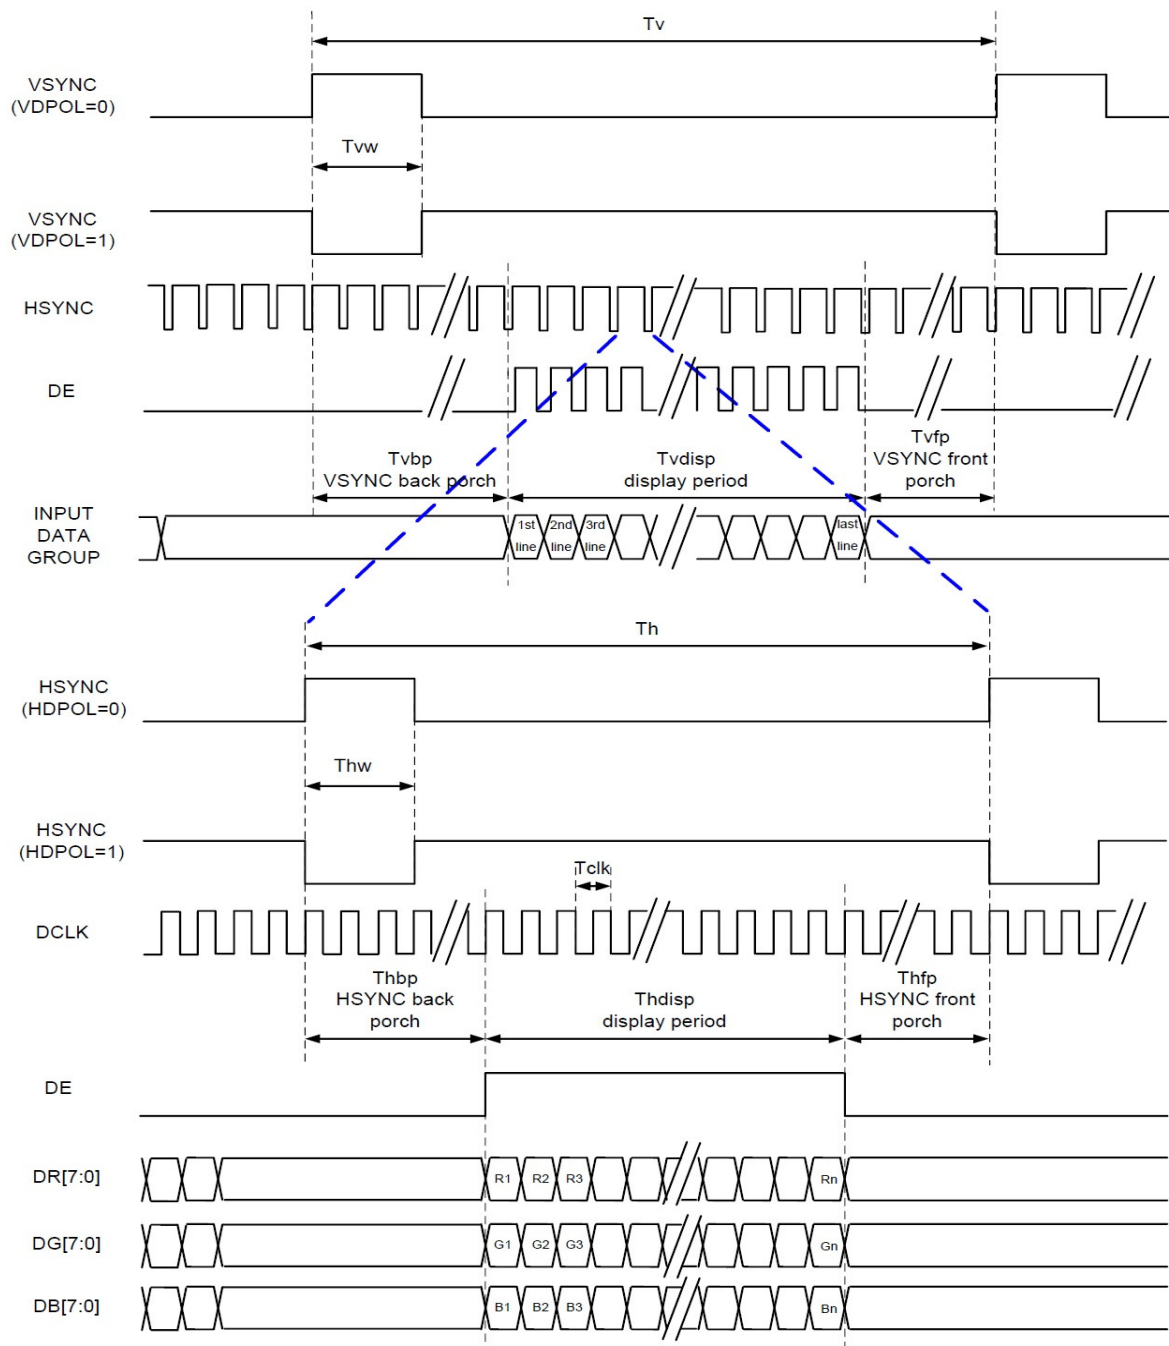 Tv
VSYNC
(VDPOL=0)
Tvw
VSYNC
(VDPOL=1)
HSYNC
DE
Tvbp
VSYNC back porch
Tvdisp
display period
Tvfp
VSYNC front
porch
INPUT
DATA
GROUP
1st
line
2nd
line
3rd
line
last
line
Th
HSYNC
(HDPOL=0)
Thw
HSYNC
(HDPOL=1)
Tclk
DCLK
Thbp
HSYNC back
porch
Thdisp
display period
Thfp
HSYNC front
porch
DE
DR[7:0]
R1 R2 R3 Rn
DG[7:0]
G1 G2 G3 Gn
DB[7:0]
B1 B2 B3 Bn